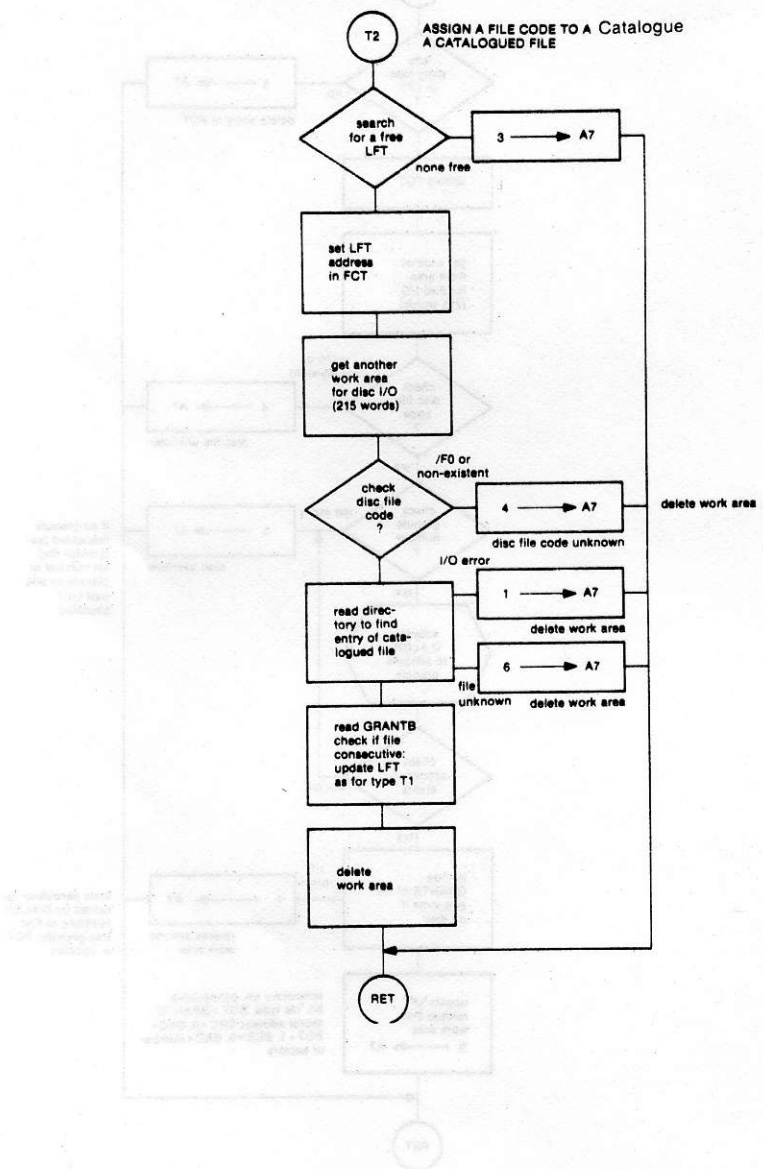 T2
ASSIGN A FILE CODE TO A Catalogue
A CATALOGUED FILE
search
for a free
LFT
none free
3 → A7
set LFT
address
in FCT
get another
work area
for disc I/O
(215 words)
/F0 or
non-existent
check
disc file
code
?
4 → A7
delete work area
disc file code unknown
I/O error
read direc-
tory to find
entry of cata-
logued file
1 → A7
delete work area
6 → A7
file
unknown
delete work area
read GRANTB
check if file
consecutive:
update LFT
as for type T1
delete
work area
RET